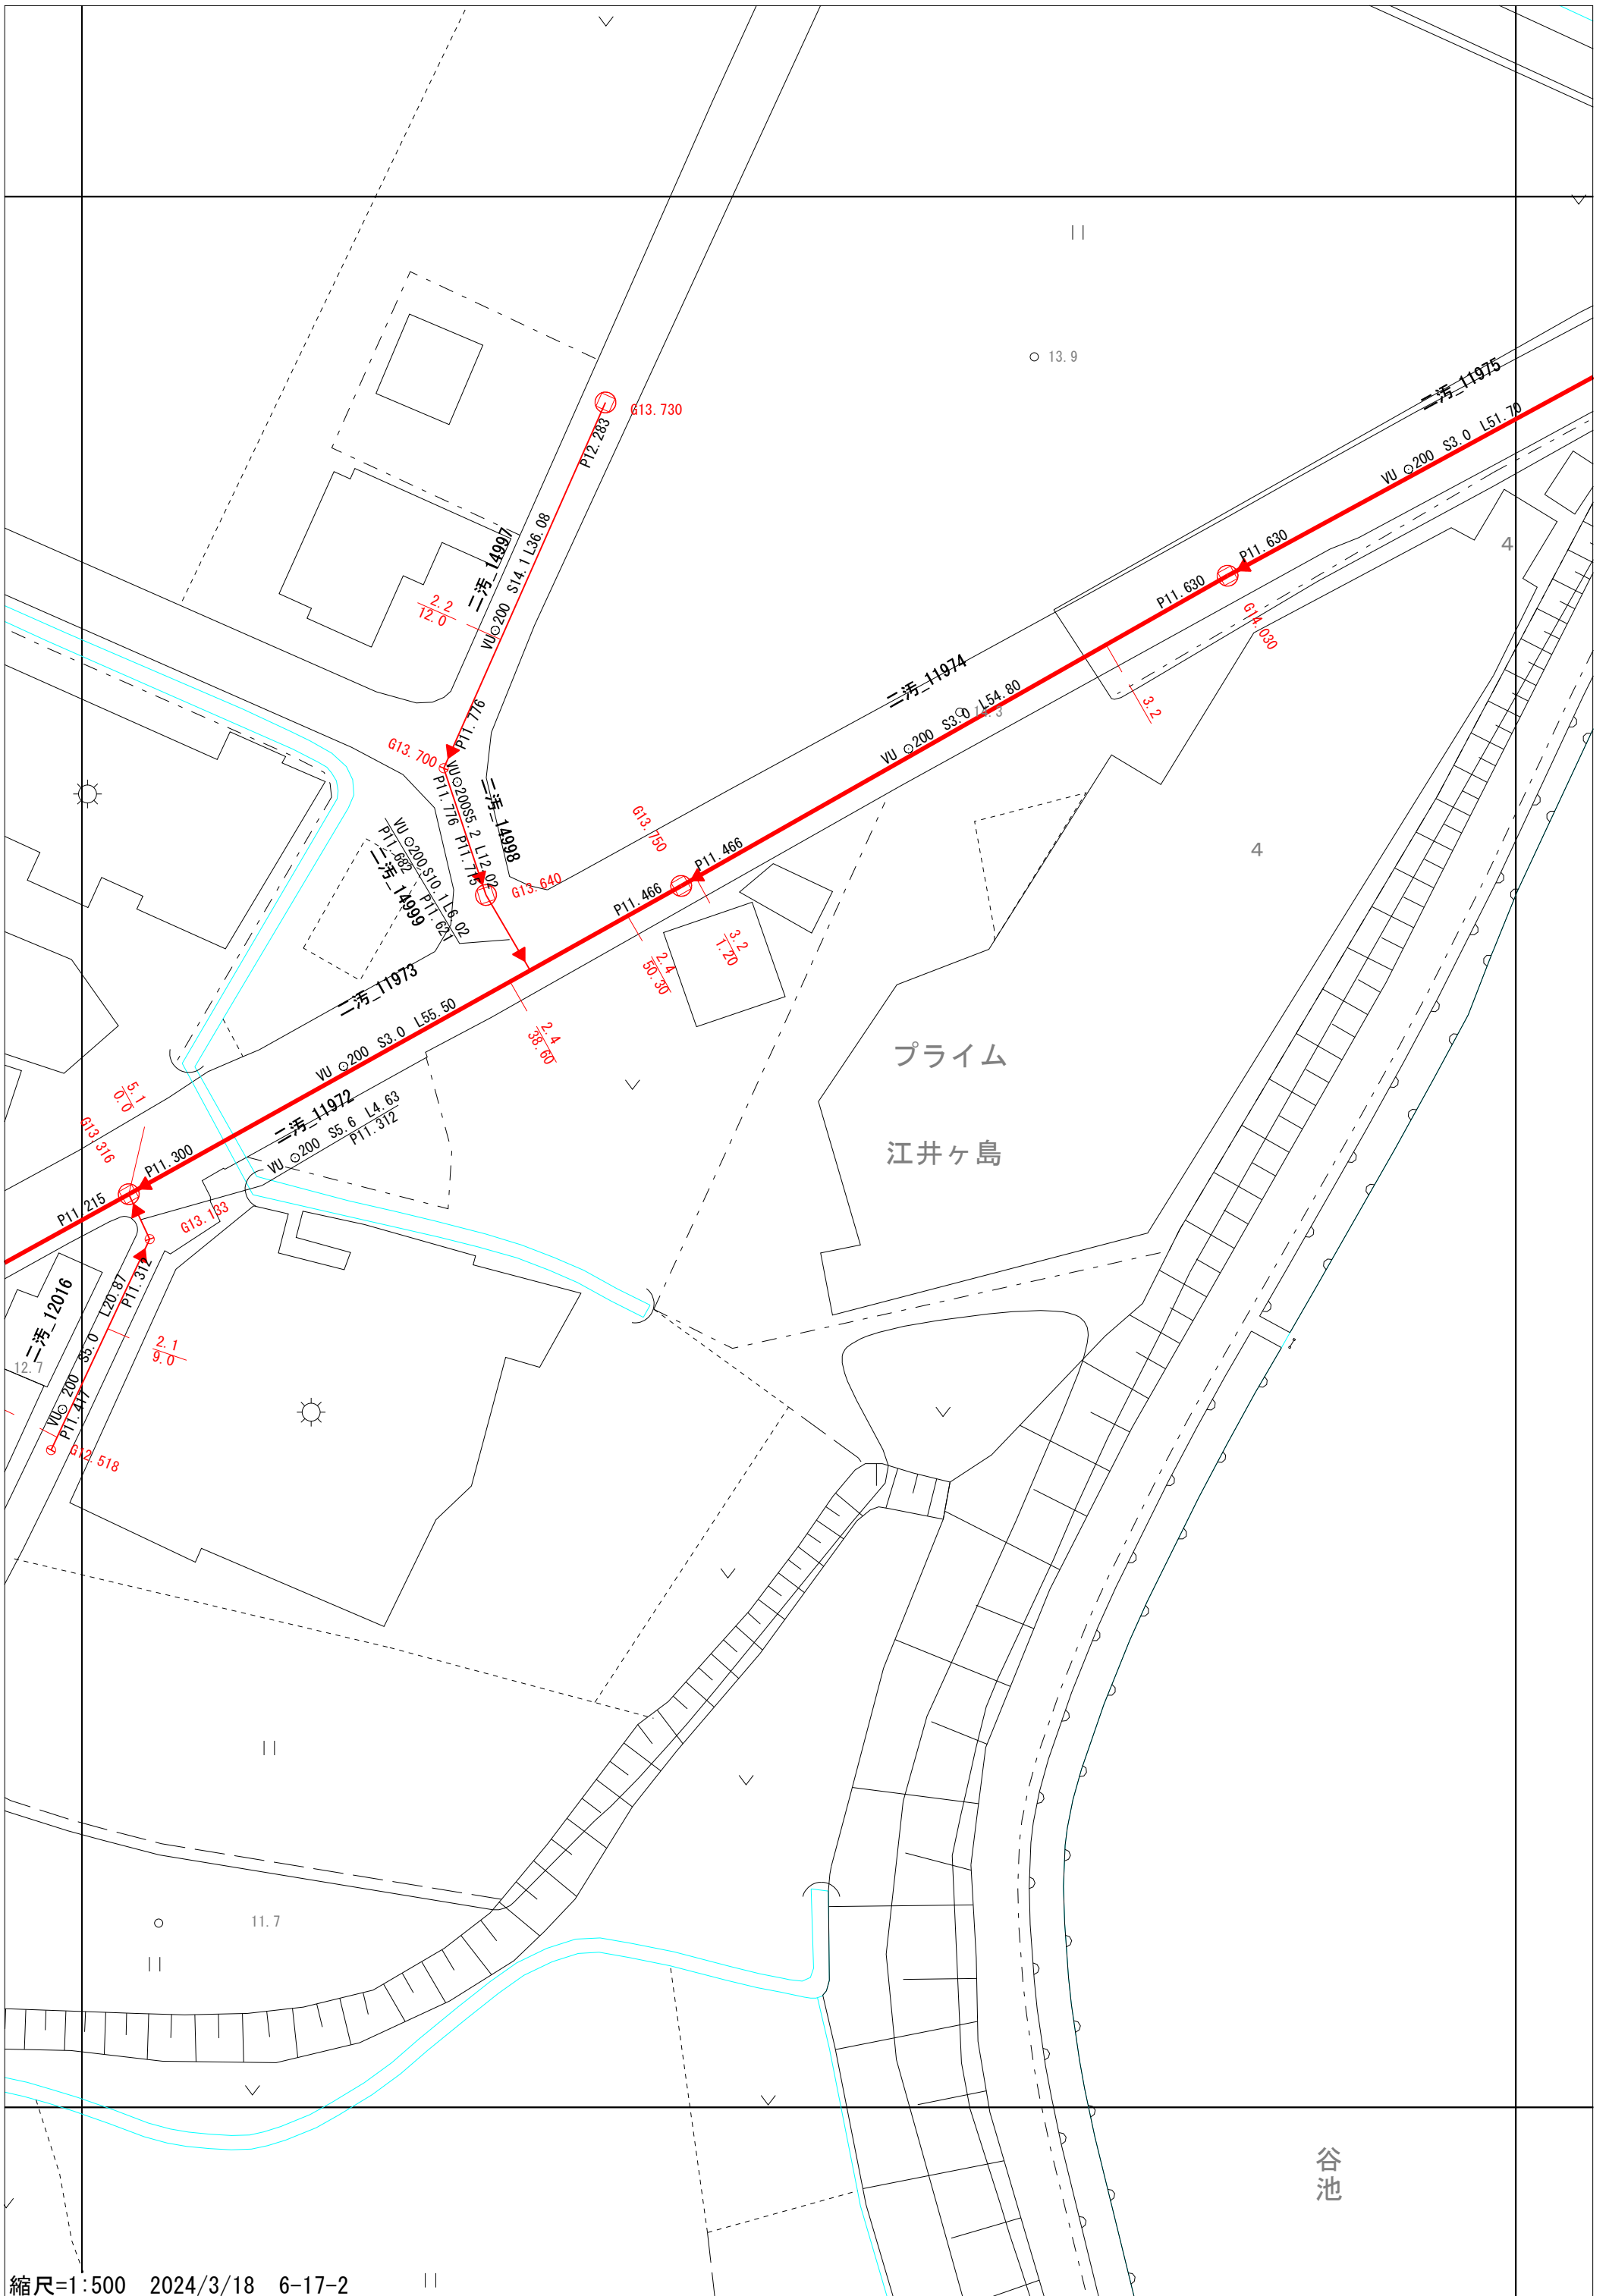 13.9
二汚_11975
VU ⊙200 S3.0 L51.70
G13.730
P12.283
二汚_14997
VU⊙200 S14.1 L36.08
2.2
12.0
P11.776
G13.700
P11.630
P11.630
G14.030
4
3.2
二汚_11974
VU ⊙200 S3.0 L54.80
VU⊙200S5.2 L12.02
P11.776 P11.715
二汚_14998
G13.640
VU ⊙200 S10.1 L6.02
P11.682 P11.621
二汚_14999
G13.750
P11.466
P11.466
4
3.2
1.20
2.4
50.30
2.4
38.60
二汚_11973
VU ⊙200 S3.0 L55.50
プライム
江井ヶ島
5.1
0.0
G13.316
P11.300
二汚_11972
VU ⊙200 S5.6 L4.63
P11.312
P11.215
G13.133
二汚_12016
VU⊙ 200 S5.0 L20.87
P11.417 P11.312
2.1
9.0
12.7
G12.518
11.7
谷
池
縮尺=1:500 2024/3/18 6-17-2